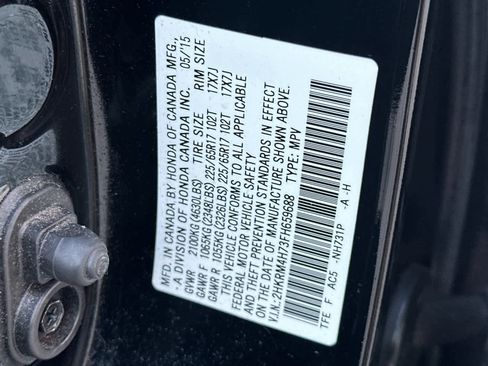 MFD. IN CANADA BY HONDA OF CANADA MFG.,
- A DIVISION OF HONDA CANADA INC. 05/15
GVWR 2100KG (4630LBS) TIRE SIZE RIM SIZE
GAWR F 1065KG (2348LBS) 225/65R17 102T 17X7J
GAWR R 1055KG (2326LBS) 225/65R17 102T 17X7J
THIS VEHICLE CONFORMS TO ALL APPLICABLE
FEDERAL MOTOR VEHICLE SAFETY
AND THEFT PREVENTION STANDARDS IN EFFECT
ON THE DATE OF MANUFACTURE SHOWN ABOVE.
V.I.N.: 2HKRM4H73FH659688 TYPE: MPV
TFE F AC5 - NH731P -A -H